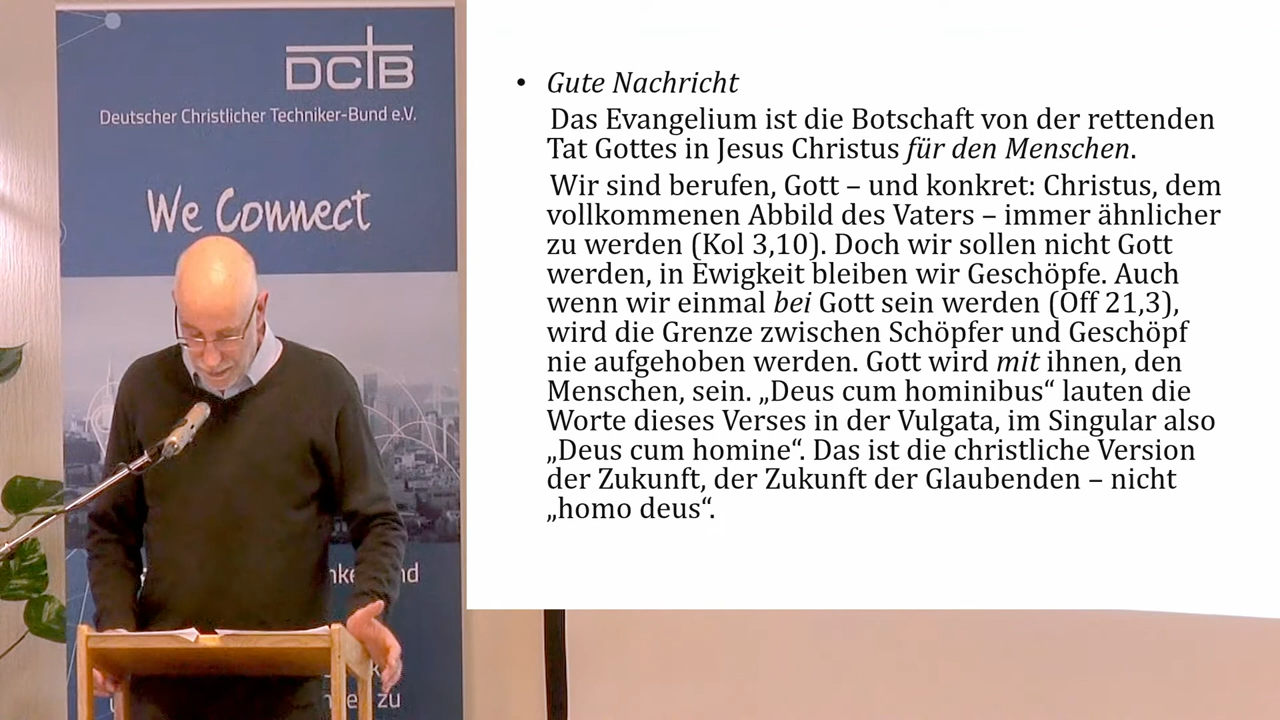 DCTB
Deutscher Christlicher Techniker-Bund e.V.
We Connect
• Gute Nachricht
Das Evangelium ist die Botschaft von der rettenden
Tat Gottes in Jesus Christus für den Menschen.
Wir sind berufen, Gott – und konkret: Christus, dem
vollkommenen Abbild des Vaters – immer ähnlicher
zu werden (Kol 3,10). Doch wir sollen nicht Gott
werden, in Ewigkeit bleiben wir Geschöpfe. Auch
wenn wir einmal bei Gott sein werden (Off 21,3),
wird die Grenze zwischen Schöpfer und Geschöpf
nie aufgehoben werden. Gott wird mit ihnen, den
Menschen, sein. „Deus cum hominibus“ lauten die
Worte dieses Verses in der Vulgata, im Singular also
„Deus cum homine“. Das ist die christliche Version
der Zukunft, der Zukunft der Glaubenden – nicht
„homo deus“.
zu